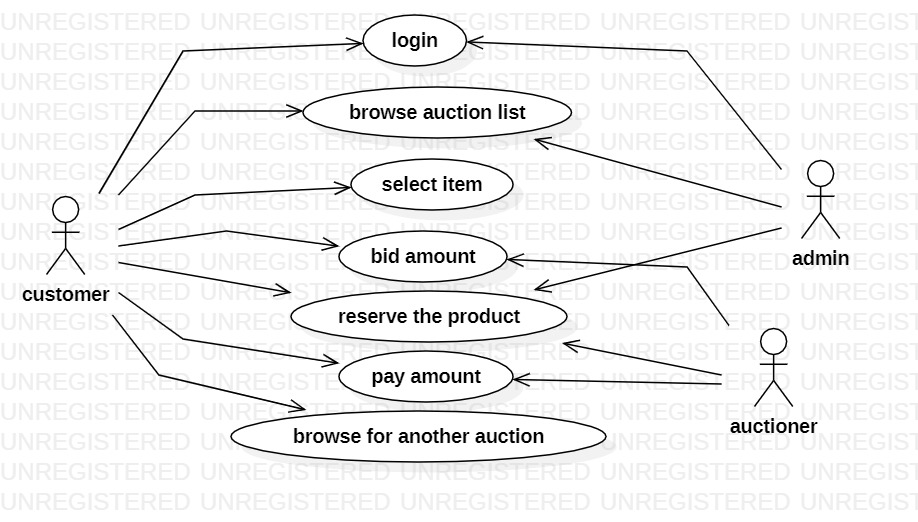 UNREGISTERED UNREGISTERED UNREGISTERED UNREGISTERED UNREGISTERED
login
browse auction list
select item
bid amount
admin
customer
reserve the product
pay amount
auctioner
browse for another auction